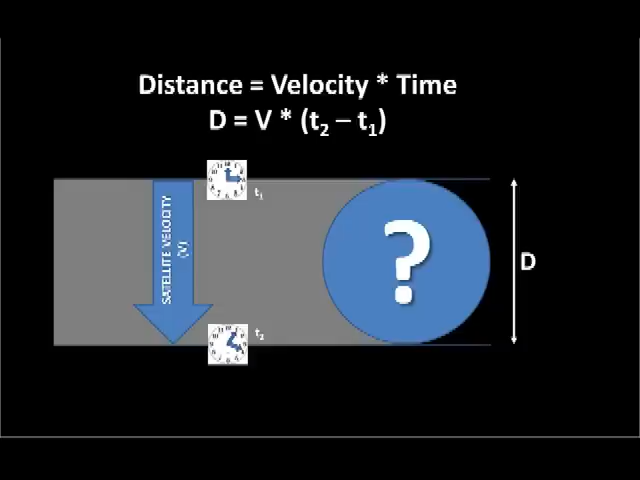 Distance = Velocity * Time
D = V * (t₂ – t₁)
t₁
SATELLITE VELOCITY
(V)
?
D
t₂